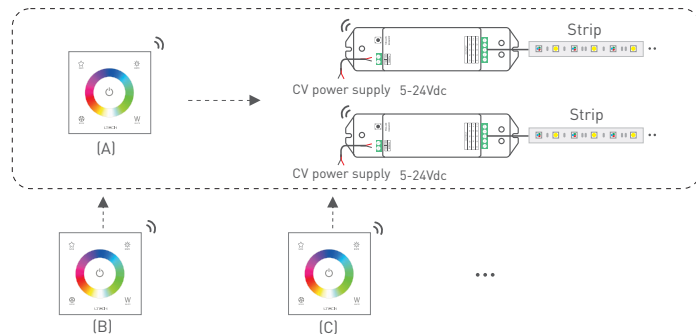 Strip
CV power supply 5-24Vdc
(A)
Strip
CV power supply 5-24Vdc
W
W
W
(B)
(C)